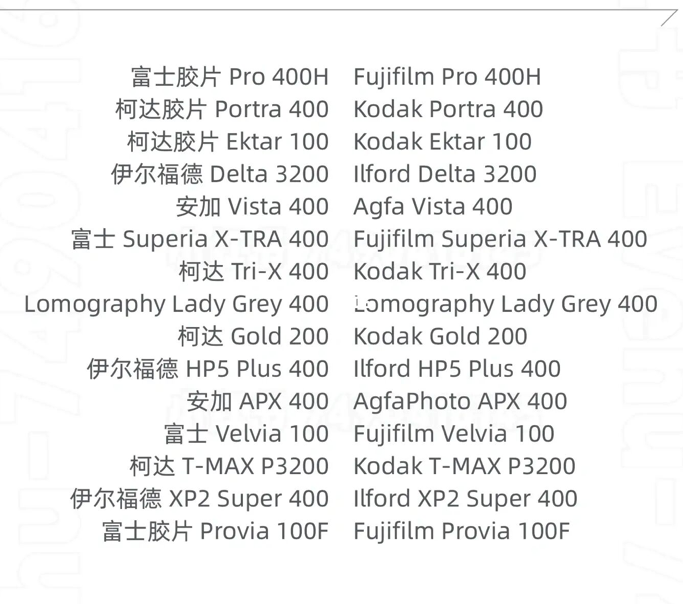 富士胶片 Pro 400H Fujifilm Pro 400H
柯达胶片 Portra 400 Kodak Portra 400
柯达胶片 Ektar 100 Kodak Ektar 100
伊尔福德 Delta 3200 Ilford Delta 3200
安加 Vista 400 Agfa Vista 400
富士 Superia X-TRA 400 Fujifilm Superia X-TRA 400
柯达 Tri-X 400 Kodak Tri-X 400
Lomography Lady Grey 400 Lomography Lady Grey 400
柯达 Gold 200 Kodak Gold 200
伊尔福德 HP5 Plus 400 Ilford HP5 Plus 400
安加 APX 400 AgfaPhoto APX 400
富士 Velvia 100 Fujifilm Velvia 100
柯达 T-MAX P3200 Kodak T-MAX P3200
伊尔福德 XP2 Super 400 Ilford XP2 Super 400
富士胶片 Provia 100F Fujifilm Provia 100F